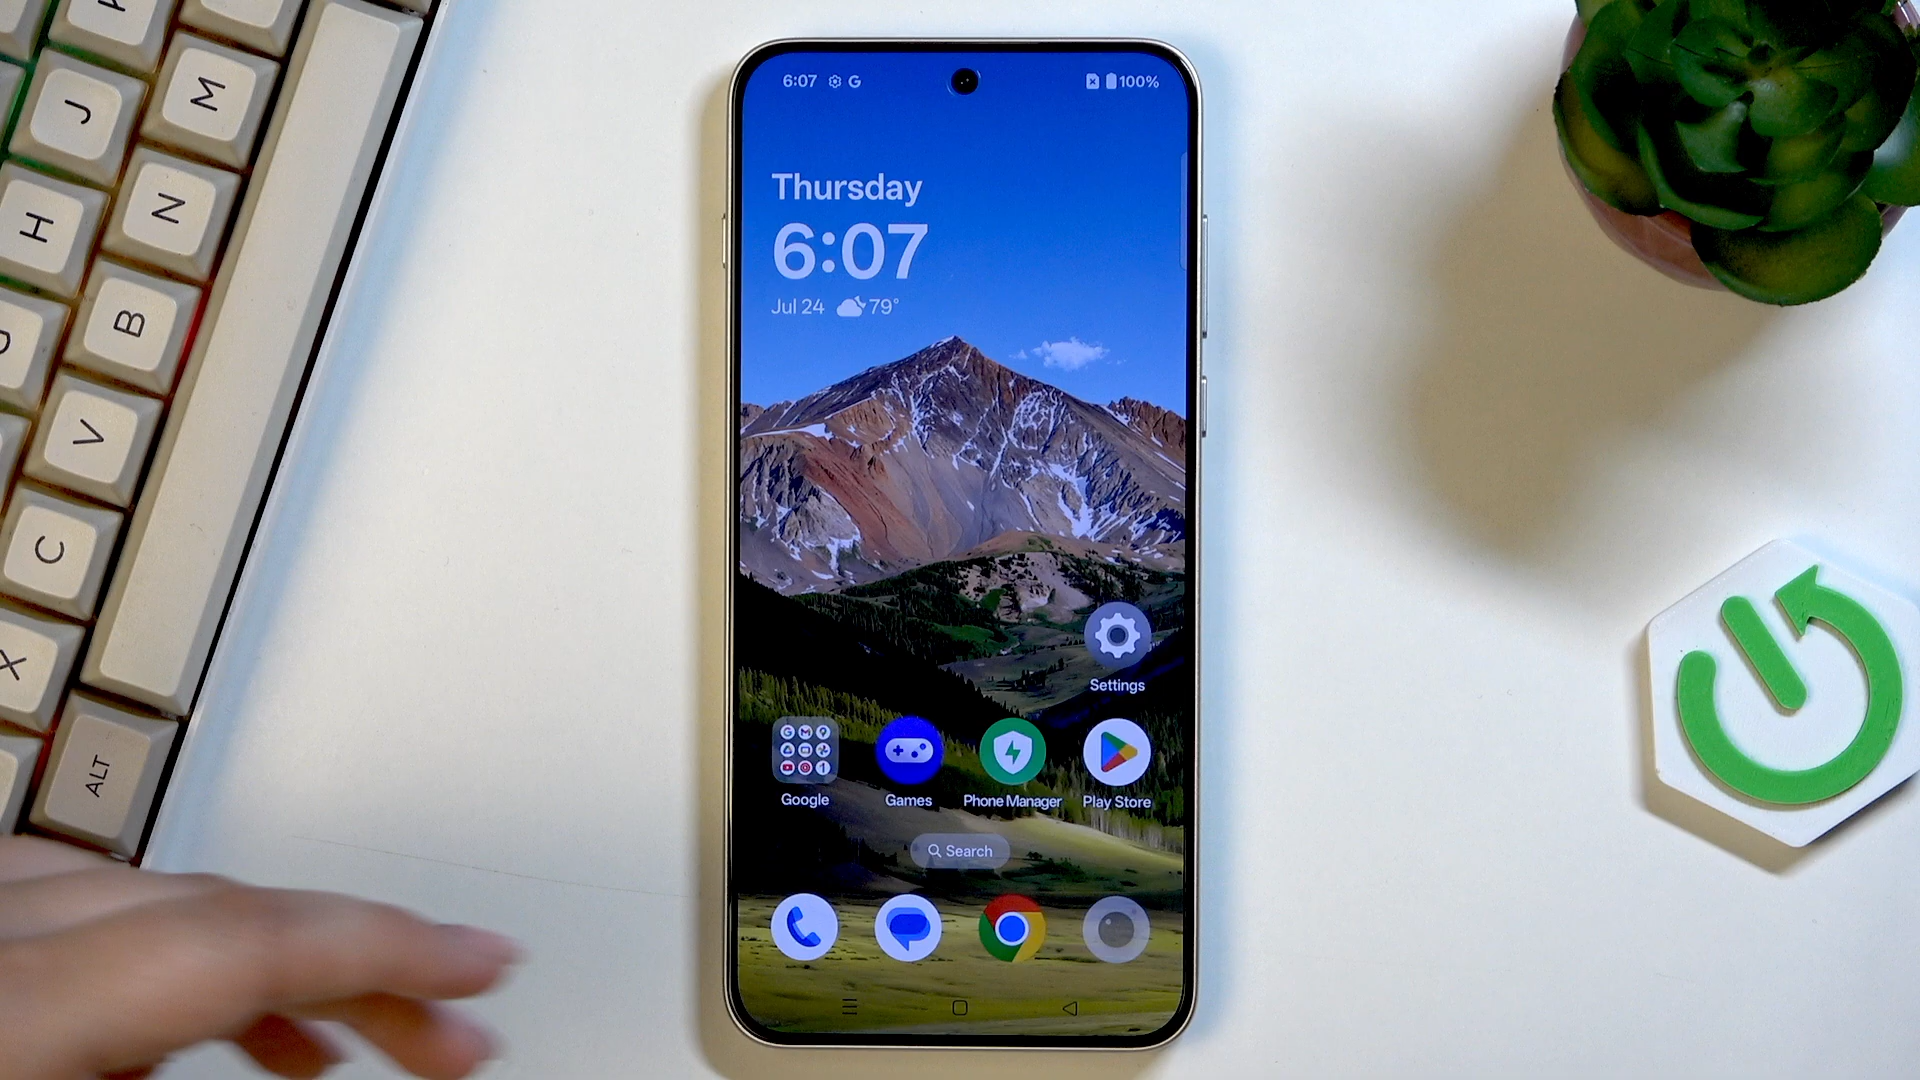 J
M
H
N
B
V
C
X
ALT
6:07 G
100%
Thursday
6:07
Jul 24 79°
Settings
Google
Games
Phone Manager
Play Store
Search